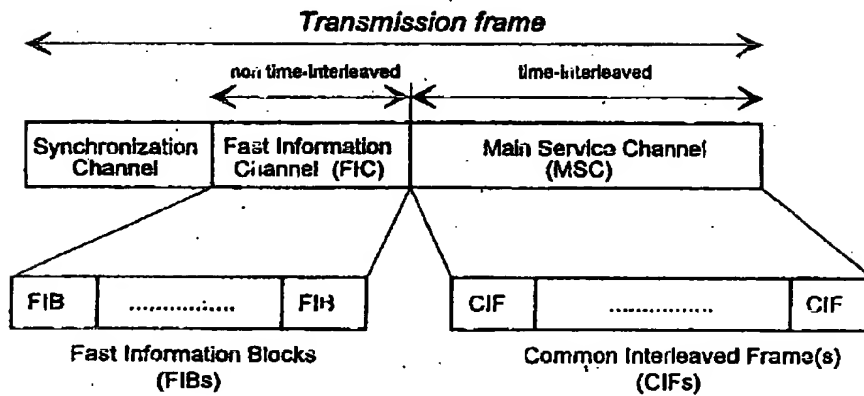 Transmission frame
non time-interleaved
time-interleaved
Synchronization
Channel
Fast Information
Channel (FIC)
Main Service Channel
(MSC)
FIB
...............
FIB
CIF
...............
CIF
Fast Information Blocks
(FIBs)
Common Interleaved Frame(s)
(CIFs)